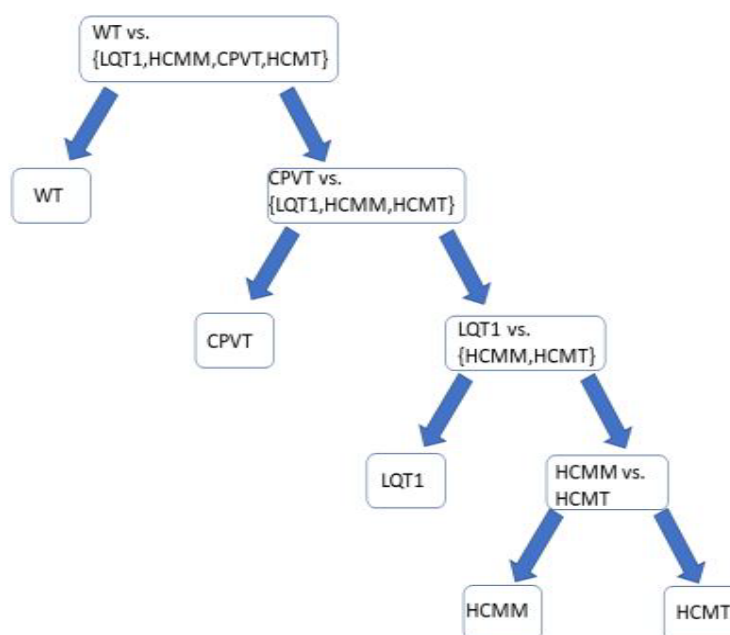 WT vs.
{LQT1,HCMM,CPVT,HCMT}
WT
CPVT vs.
{LQT1,HCMM,HCMT}
CPVT
LQT1 vs.
{HCMM,HCMT}
LQT1
HCMM vs.
HCMT
HCMM
HCMT